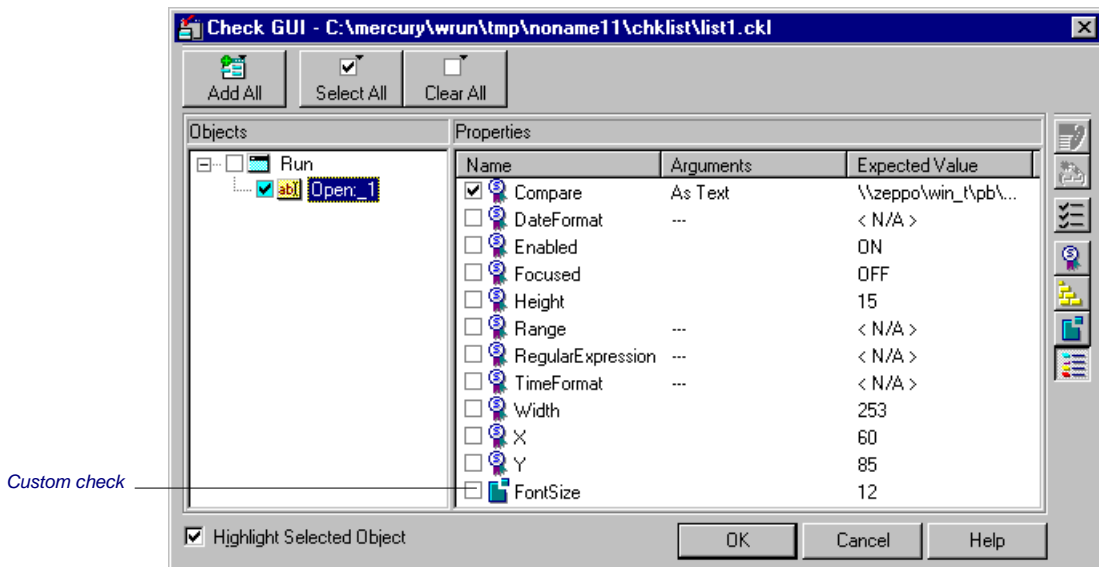 Check GUI - C:\mercury\wrun\tmp\noname11\chklist\list1.ckl
Add All Select All Clear All
Objects Properties
Run
abI Open:_1
Name Arguments Expected Value
Compare As Text \\zeppo\win_t\pb\...
DateFormat --- < N/A >
Enabled ON
Focused OFF
Height 15
Range --- < N/A >
RegularExpression --- < N/A >
TimeFormat --- < N/A >
Width 253
X 60
Y 85
Custom check FontSize 12
Highlight Selected Object OK Cancel Help